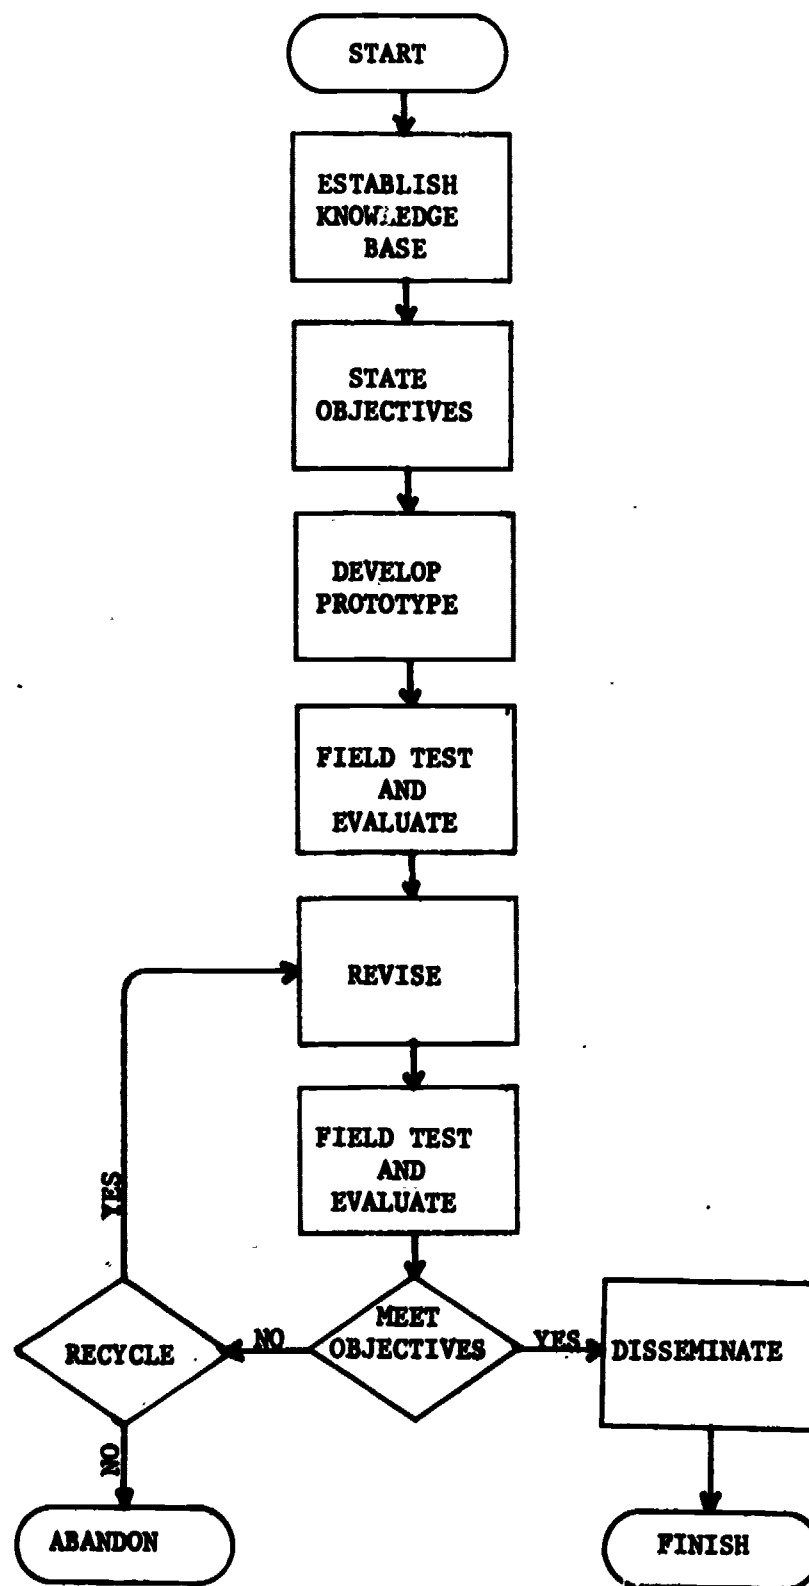 START
ESTABLISH
KNOWLEDGE
BASE
STATE
OBJECTIVES
DEVELOP
PROTOTYPE
FIELD TEST
AND
EVALUATE
REVISE
FIELD TEST
AND
EVALUATE
YES
MEET
OBJECTIVES
RECYCLE
NO
YES
DISSEMINATE
NO
ABANDON
FINISH